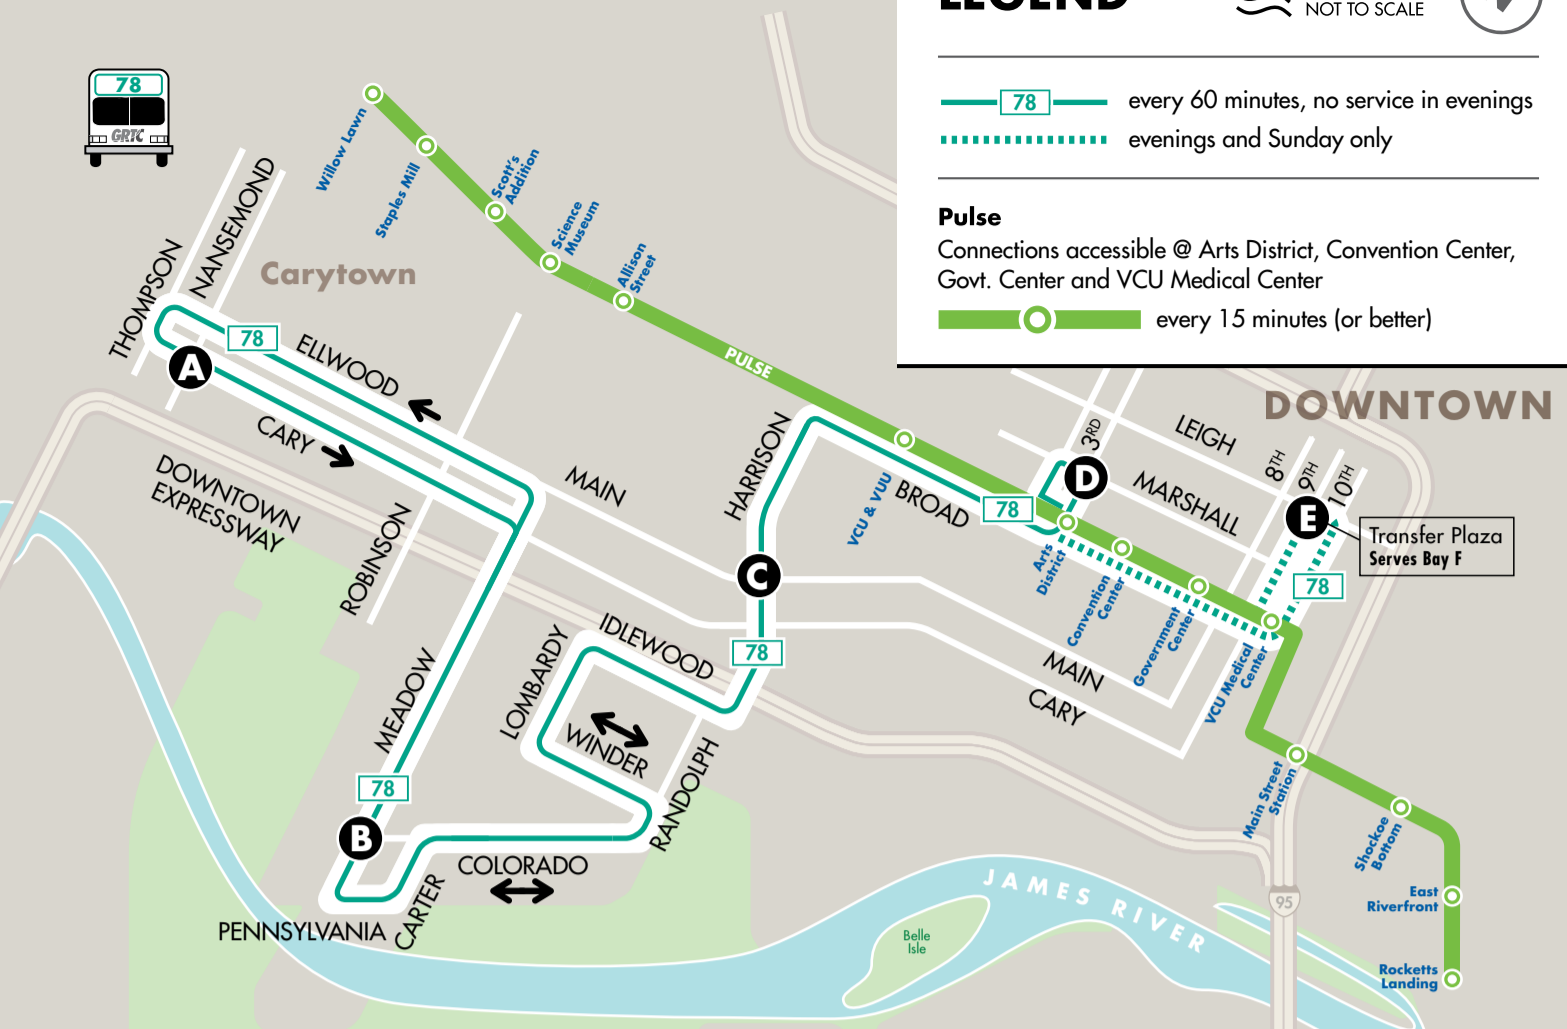 LEGEND
NOT TO SCALE
78
every 60 minutes, no service in evenings
evenings and Sunday only
Pulse
Connections accessible @ Arts District, Convention Center,
Govt. Center and VCU Medical Center
every 15 minutes (or better)
78
GRTC
Willow Lawn
Staples Mill
Scott's
Addition
Science
Museum
Allison
Street
PULSE
NANSEMOND
THOMPSON
Carytown
78
ELLWOOD
A
CARY
DOWNTOWN
EXPRESSWAY
ROBINSON
MAIN
HARRISON
VCU & VUU
BROAD
78
D
3RD
LEIGH
MARSHALL
DOWNTOWN
8TH
9TH
10TH
E
Transfer Plaza
Serves Bay F
78
Arts
District
Convention
Center
Government
Center
VCU Medical
Center
C
78
MAIN
CARY
IDLEWOOD
LOMBARDY
WINDER
RANDOLPH
MEADOW
78
B
COLORADO
CARTER
PENNSYLVANIA
Main Street
Station
Shockoe
Bottom
East
Riverfront
Rocketts
Landing
95
JAMES RIVER
Belle
Isle